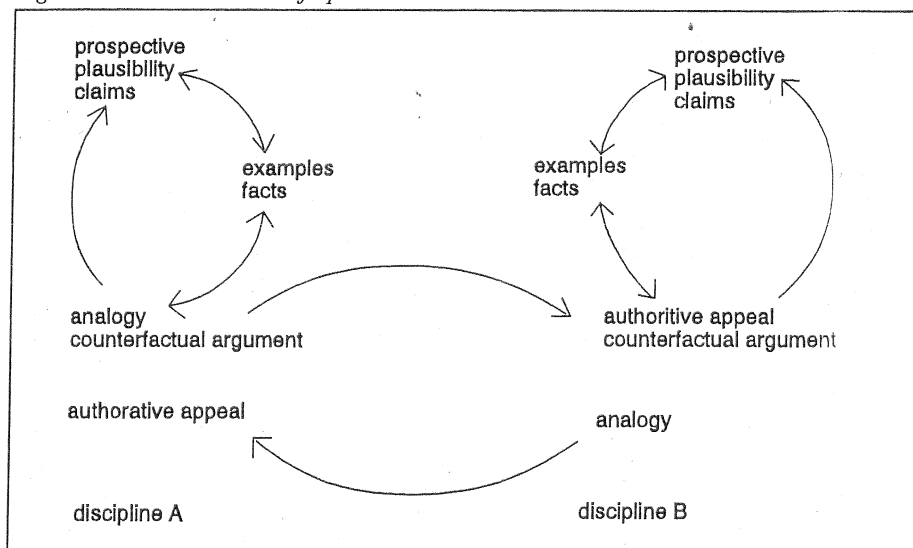 prospective
plausibility
claims
examples
facts
analogy
counterfactual argument
authorative appeal
discipline A
prospective
plausibility
claims
examples
facts
authoritive appeal
counterfactual argument
analogy
discipline B